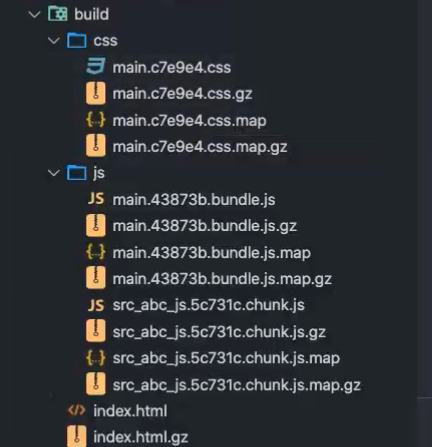 build
css
main.c7e9e4.css
main.c7e9e4.css.gz
main.c7e9e4.css.map
main.c7e9e4.css.map.gz
js
JS main.43873b.bundle.js
main.43873b.bundle.js.gz
main.43873b.bundle.js.map
main.43873b.bundle.js.map.gz
JS src_abc_js.5c731c.chunk.js
src_abc_js.5c731c.chunk.js.gz
src_abc_js.5c731c.chunk.js.map
src_abc_js.5c731c.chunk.js.map.gz
index.html
index.html.gz